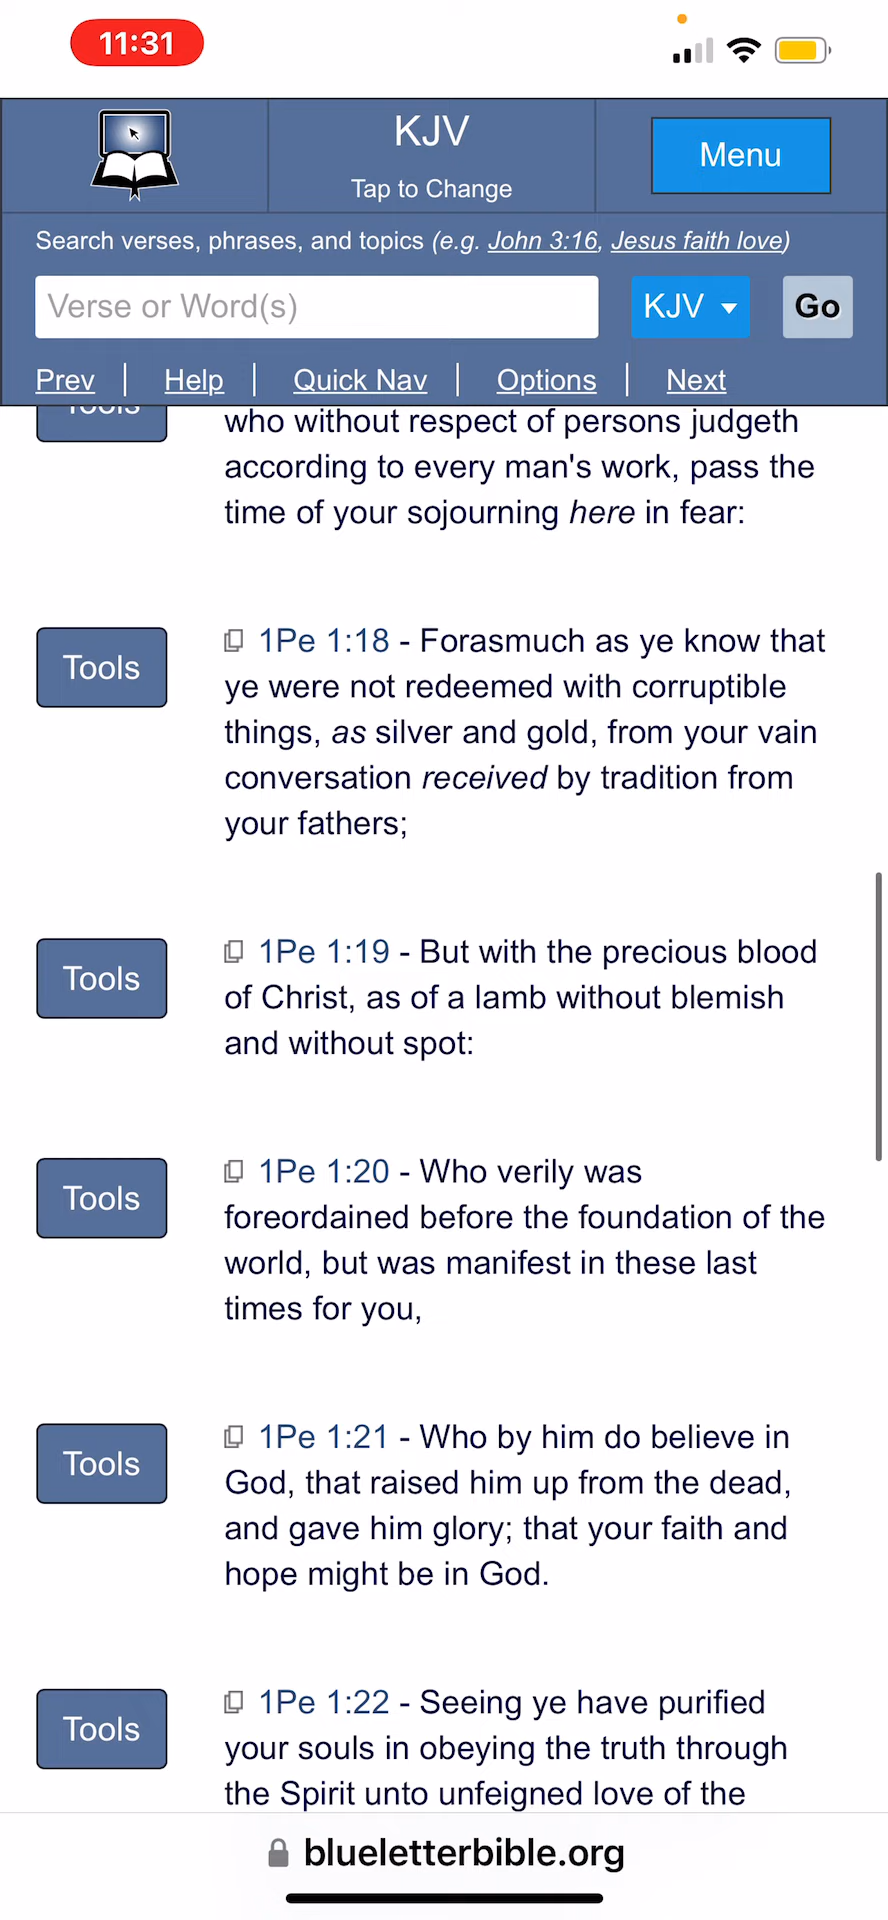 11:31
KJV
Tap to Change
Menu
Search verses, phrases, and topics (e.g. John 3:16, Jesus faith love)
Verse or Word(s)
KJV
Go
Prev | Help | Quick Nav | Options | Next
Tools
who without respect of persons judgeth
according to every man's work, pass the
time of your sojourning here in fear:
Tools
1Pe 1:18 - Forasmuch as ye know that
ye were not redeemed with corruptible
things, as silver and gold, from your vain
conversation received by tradition from
your fathers;
Tools
1Pe 1:19 - But with the precious blood
of Christ, as of a lamb without blemish
and without spot:
Tools
1Pe 1:20 - Who verily was
foreordained before the foundation of the
world, but was manifest in these last
times for you,
Tools
1Pe 1:21 - Who by him do believe in
God, that raised him up from the dead,
and gave him glory; that your faith and
hope might be in God.
Tools
1Pe 1:22 - Seeing ye have purified
your souls in obeying the truth through
the Spirit unto unfeigned love of the
blueletterbible.org